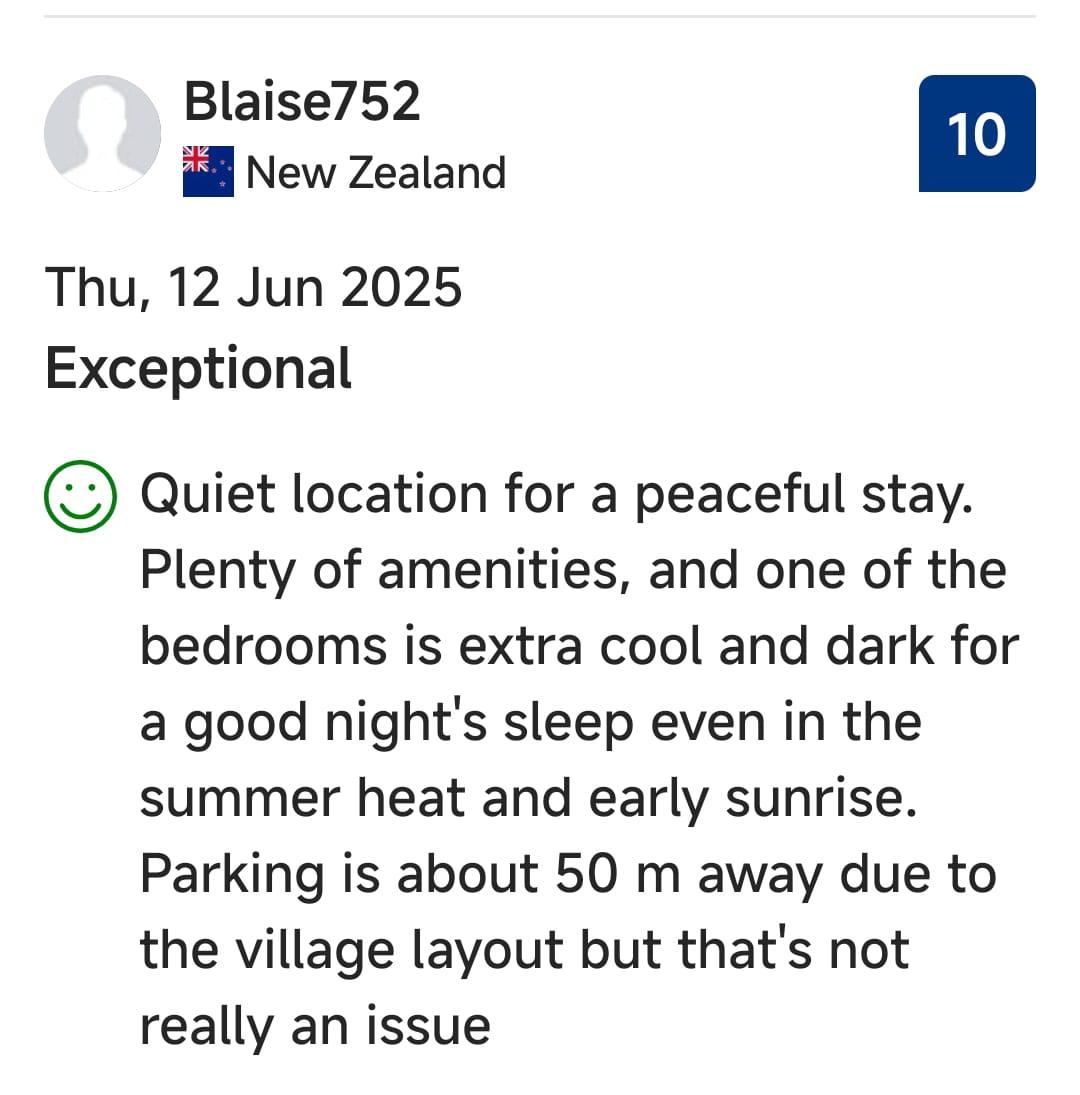 Blaise752
New Zealand
10
Thu, 12 Jun 2025
Exceptional
Quiet location for a peaceful stay.
Plenty of amenities, and one of the
bedrooms is extra cool and dark for
a good night's sleep even in the
summer heat and early sunrise.
Parking is about 50 m away due to
the village layout but that's not
really an issue